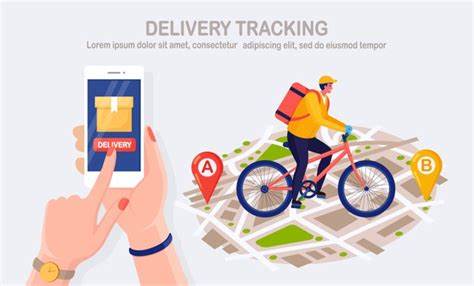 DELIVERY TRACKING
Lorem ipsum dolor sit amet, consectetur adipiscing elit, sed do eiusmod tempor
DELIVERY
A
B